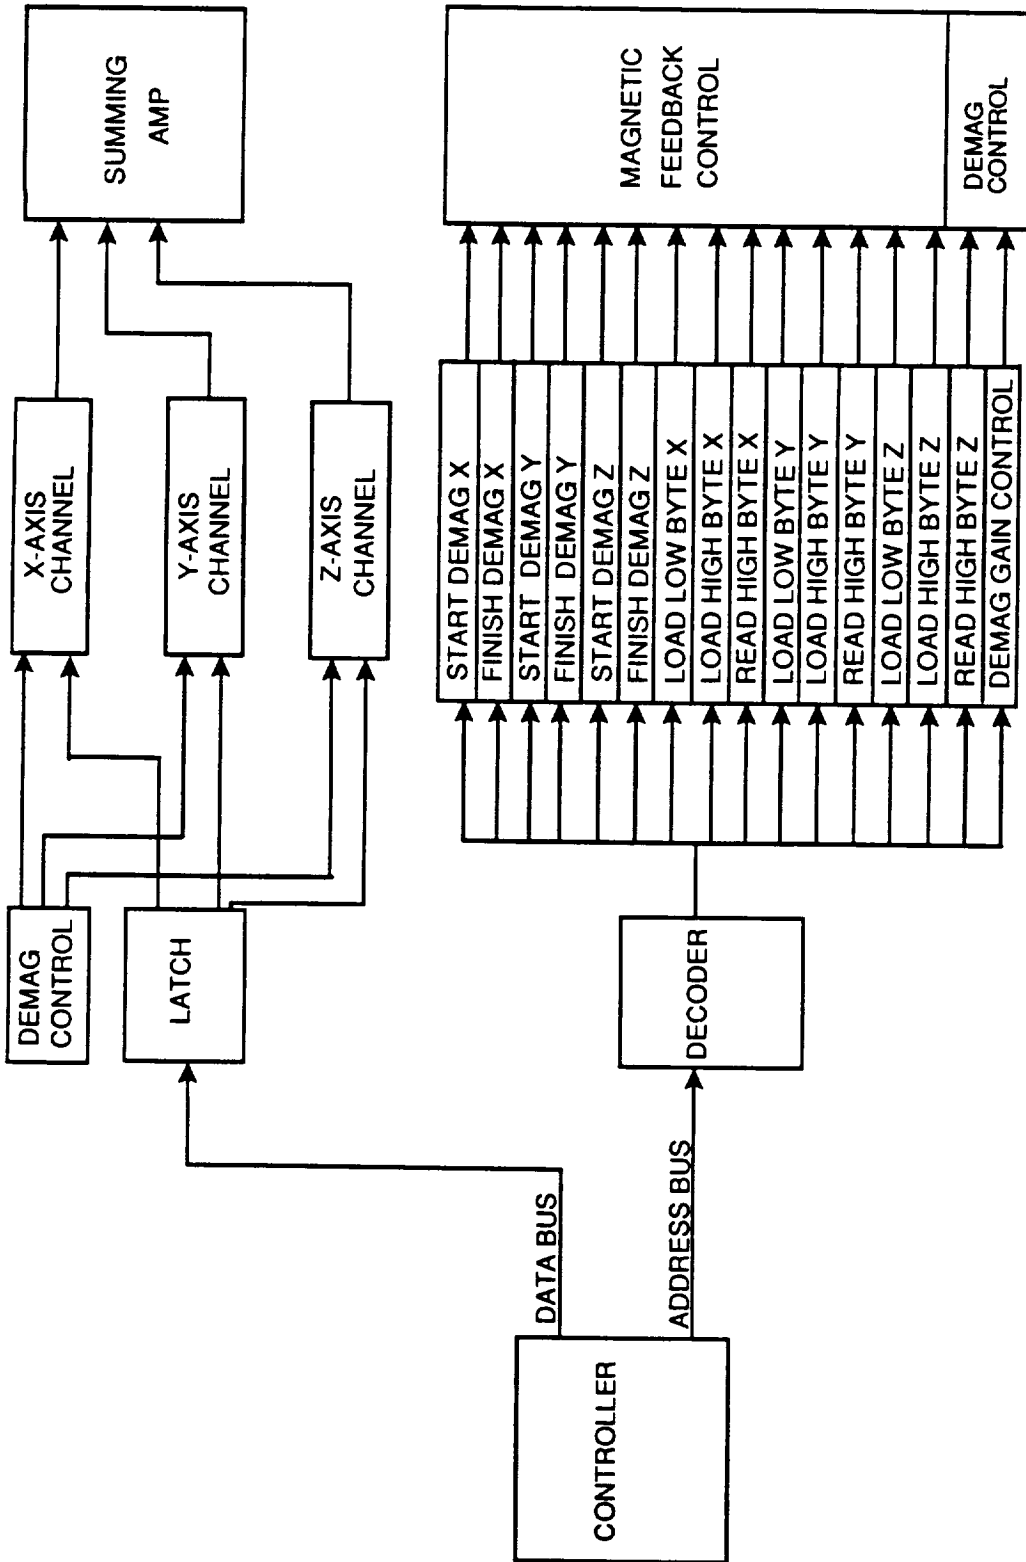 SUMMING
AMP
X-AXIS
CHANNEL
Y-AXIS
CHANNEL
Z-AXIS
CHANNEL
DEMAG
CONTROL
LATCH
MAGNETIC
FEEDBACK
CONTROL
DEMAG
CONTROL
START DEMAG X
FINISH DEMAG X
START DEMAG Y
FINISH DEMAG Y
START DEMAG Z
FINISH DEMAG Z
LOAD LOW BYTE X
LOAD HIGH BYTE X
READ HIGH BYTE X
LOAD LOW BYTE Y
LOAD HIGH BYTE Y
READ HIGH BYTE Y
LOAD LOW BYTE Z
LOAD HIGH BYTE Z
READ HIGH BYTE Z
DEMAG GAIN CONTROL
DECODER
DATA BUS
ADDRESS BUS
CONTROLLER